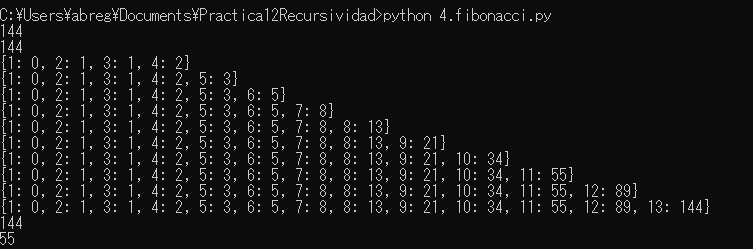 C:¥Users¥abreg¥Documents¥Practica12Recursividad>python 4.fibonacci.py
144
144
{1: 0, 2: 1, 3: 1, 4: 2}
{1: 0, 2: 1, 3: 1, 4: 2, 5: 3}
{1: 0, 2: 1, 3: 1, 4: 2, 5: 3, 6: 5}
{1: 0, 2: 1, 3: 1, 4: 2, 5: 3, 6: 5, 7: 8}
{1: 0, 2: 1, 3: 1, 4: 2, 5: 3, 6: 5, 7: 8, 8: 13}
{1: 0, 2: 1, 3: 1, 4: 2, 5: 3, 6: 5, 7: 8, 8: 13, 9: 21}
{1: 0, 2: 1, 3: 1, 4: 2, 5: 3, 6: 5, 7: 8, 8: 13, 9: 21, 10: 34}
{1: 0, 2: 1, 3: 1, 4: 2, 5: 3, 6: 5, 7: 8, 8: 13, 9: 21, 10: 34, 11: 55}
{1: 0, 2: 1, 3: 1, 4: 2, 5: 3, 6: 5, 7: 8, 8: 13, 9: 21, 10: 34, 11: 55, 12: 89}
{1: 0, 2: 1, 3: 1, 4: 2, 5: 3, 6: 5, 7: 8, 8: 13, 9: 21, 10: 34, 11: 55, 12: 89, 13: 144}
144
55